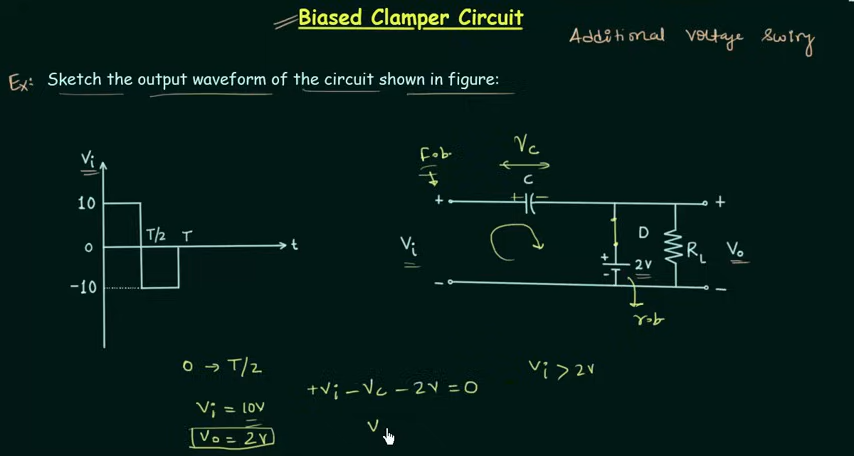 Biased Clamper Circuit
Additional Voltage Swing
Ex: Sketch the output waveform of the circuit shown in figure:
Vi
10
0
T/2
T
t
-10
F.b
VC
C
+
+ -
+
Vi
D
+
-
2V
RL
Vo
-
-
r.b
0 → T/2
Vi = 10V
Vo = 2V
+Vi - Vc - 2V = 0
V
Vi > 2V